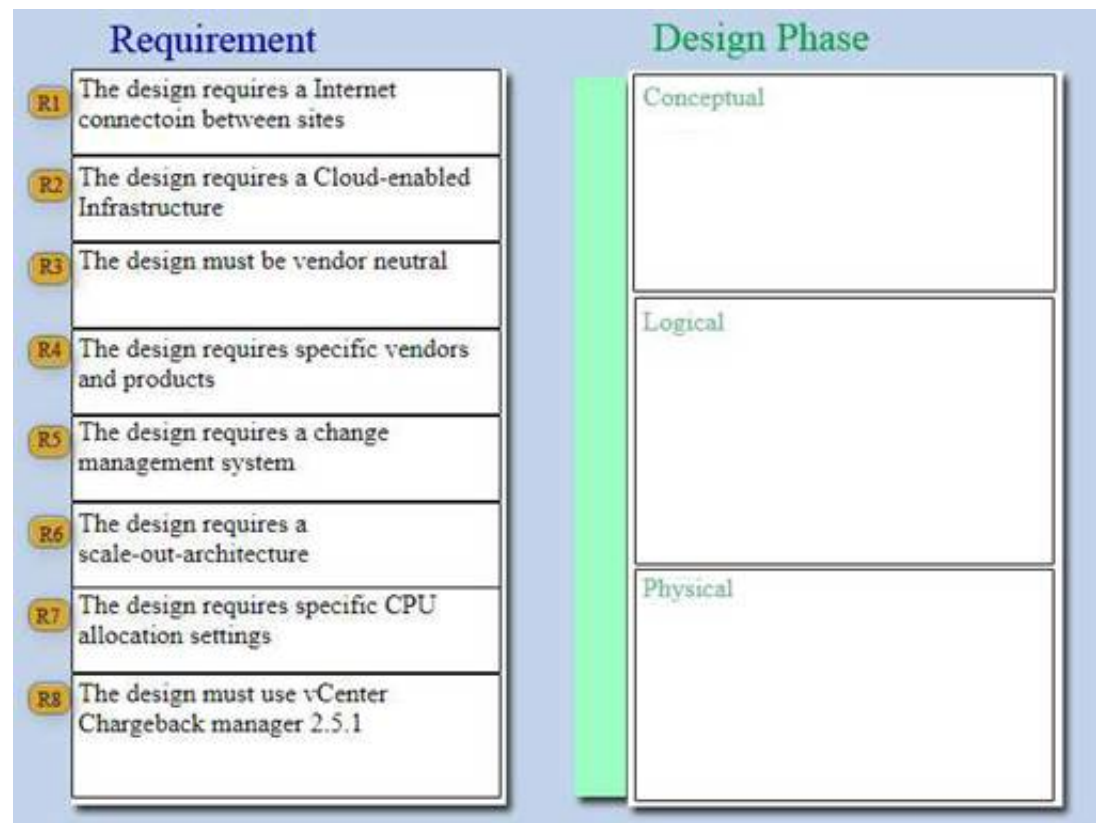 Requirement
Design Phase
R1
The design requires a Internet
connectoin between sites
R2
The design requires a Cloud-enabled
Infrastructure
R3
The design must be vendor neutral
R4
The design requires specific vendors
and products
R5
The design requires a change
management system
R6
The design requires a
scale-out-architecture
R7
The design requires specific CPU
allocation settings
R8
The design must use vCenter
Chargeback manager 2.5.1
Conceptual
Logical
Physical